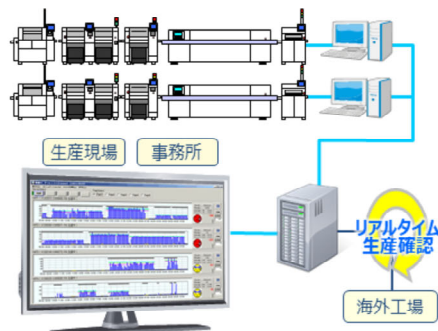 生産現場
事務所
リアルタイム
生産確認
海外工場